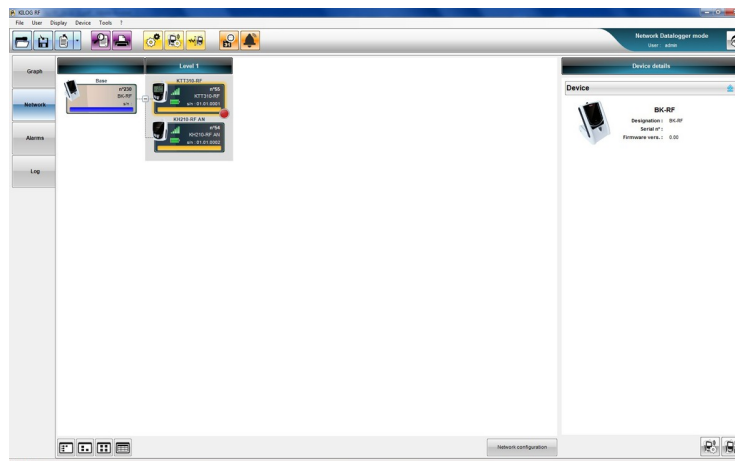 KILOG RF
File User Display Device Tools ?
Network Datalogger mode
User : admin
Graph
Network
Alarms
Log
Level 1
Base
n°238
BK-RF
s/n :
KTT310-RF
n°55
KTT310-RF
s/n : 01.01.0001
KH210-RF AN
n°54
KH210-RF AN
s/n : 01.01.0002
Device details
Device
BK-RF
Designation : BK-RF
Serial n° :
Firmware vers. : 0.00
Network configuration